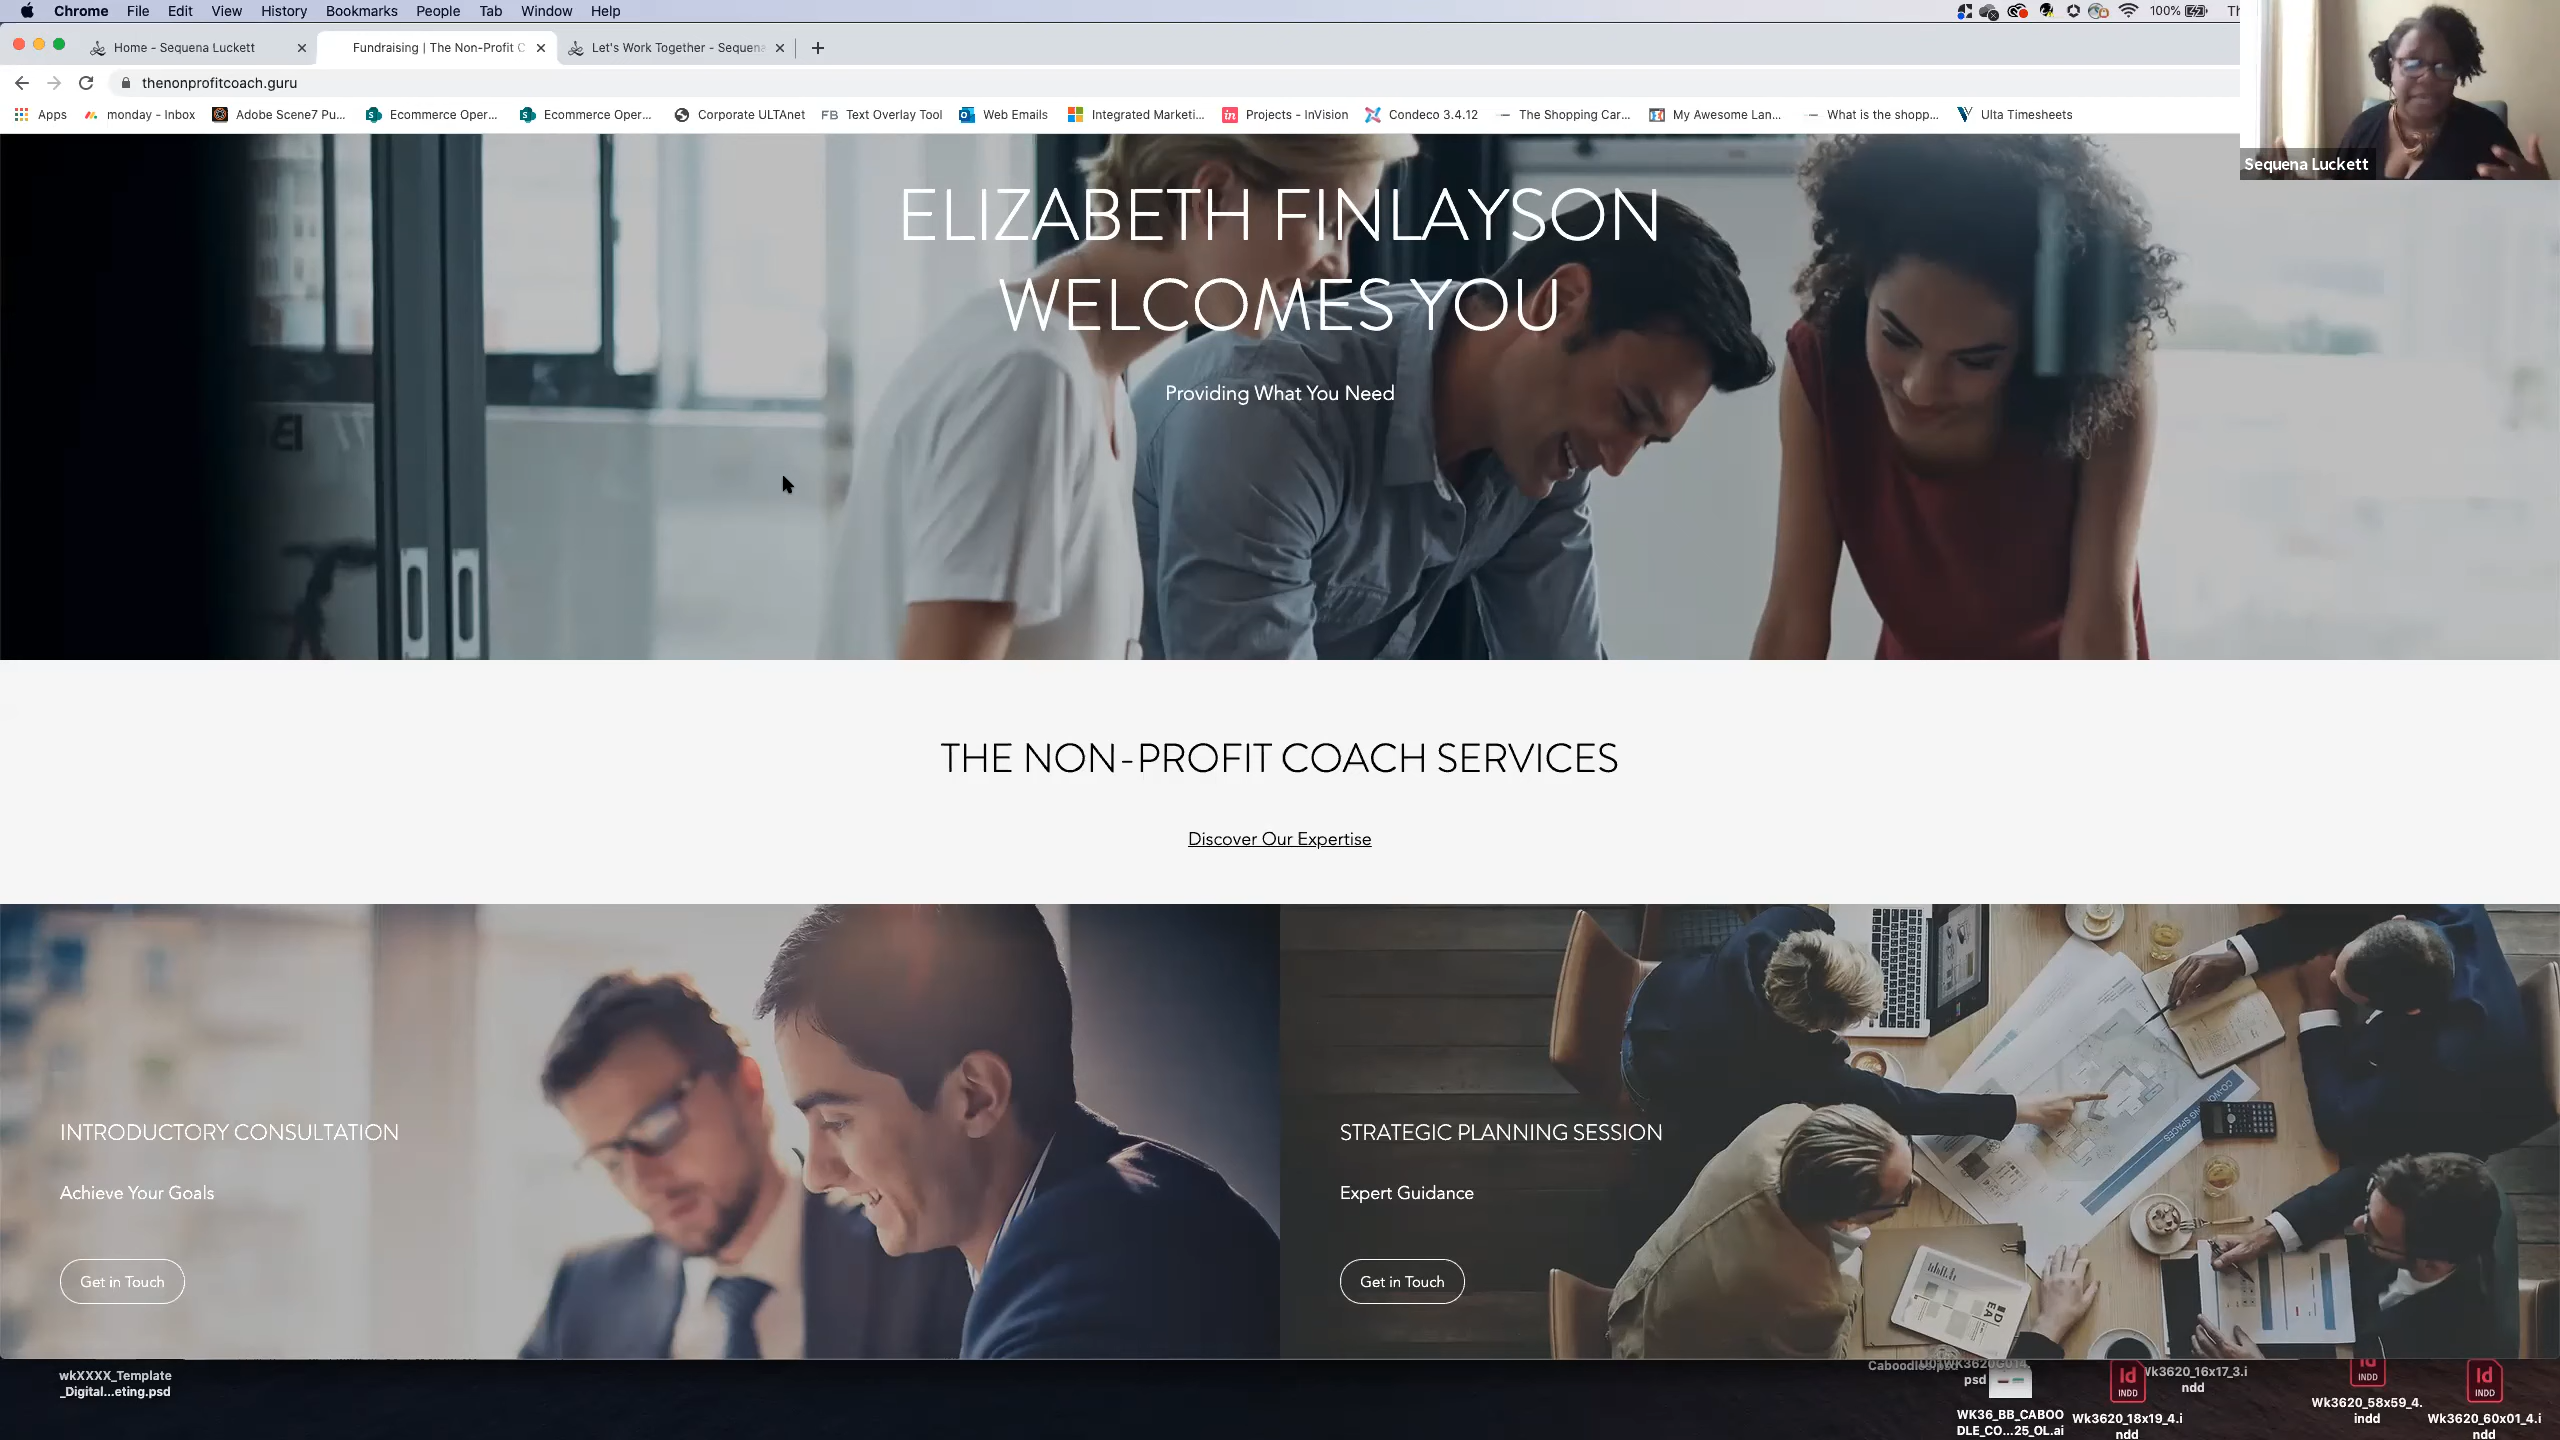 Chrome File Edit View History Bookmarks People Tab Window Help
100%
Home - Sequena Luckett
Fundraising | The Non-Profit C
Let's Work Together - Sequena
thenonprofitcoach.guru
Apps
monday - Inbox
Adobe Scene7 Pu...
Ecommerce Oper...
Ecommerce Oper...
Corporate ULTAnet
FB Text Overlay Tool
Web Emails
Integrated Marketi...
Projects - InVision
Condeco 3.4.12
The Shopping Car...
My Awesome Lan...
What is the shopp...
Ulta Timesheets
Sequena Luckett
ELIZABETH FINLAYSON
WELCOMES YOU
Providing What You Need
THE NON-PROFIT COACH SERVICES
Discover Our Expertise
INTRODUCTORY CONSULTATION
Achieve Your Goals
Get in Touch
STRATEGIC PLANNING SESSION
Expert Guidance
Get in Touch
wkXXXX_Template
_Digital...eting.psd
psd
WK36_BB_CABOO
DLE_CO...25_OL.ai
INDD
Wk3620_18x19_4.i
ndd
Wk3620_16x17_3.i
ndd
INDD
Wk3620_58x59_4.
indd
Id
INDD
Wk3620_60x01_4.i
ndd